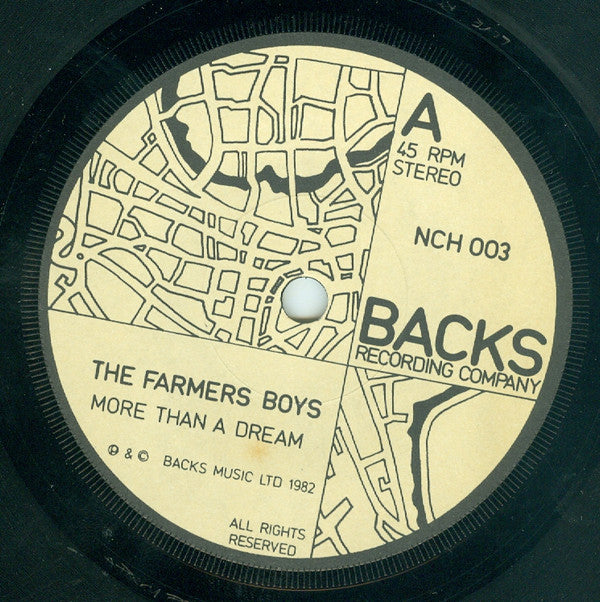 A
45 RPM
STEREO
NCH 003
BACKS
RECORDING COMPANY
THE FARMERS BOYS
MORE THAN A DREAM
℗ & © BACKS MUSIC LTD 1982
ALL RIGHTS
RESERVED